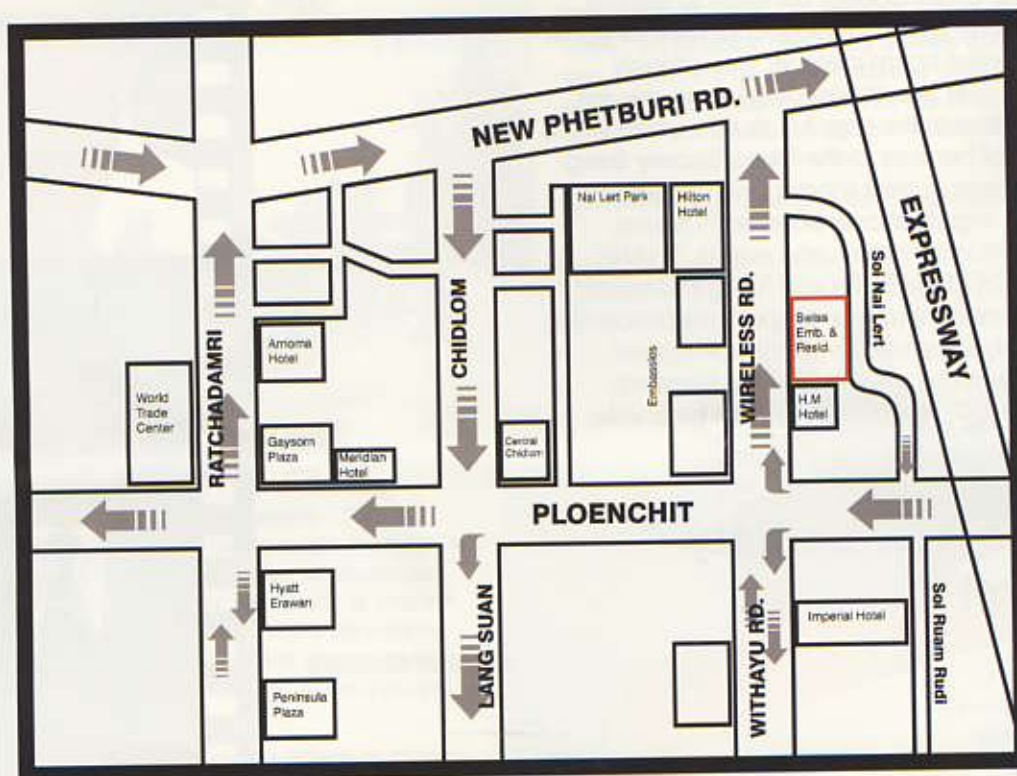 NEW PHETBURI RD.
Nai Lert Park
Hilton
Hotel
EXPRESSWAY
Soi Nai Lert
CHIDLOM
WIRELESS RD.
RATCHADAMRI
Swiss
Emb. &
Resid.
Embassies
Amoma
Hotel
H.M
Hotel
World
Trade
Center
Gaysorn
Plaza
Meridian
Hotel
Central
Chidlom
PLOENCHIT
Hyatt
Erawan
LANG SUAN
WITHAYU RD.
Imperial Hotel
Soi Ruam Rudi
Peninsula
Plaza